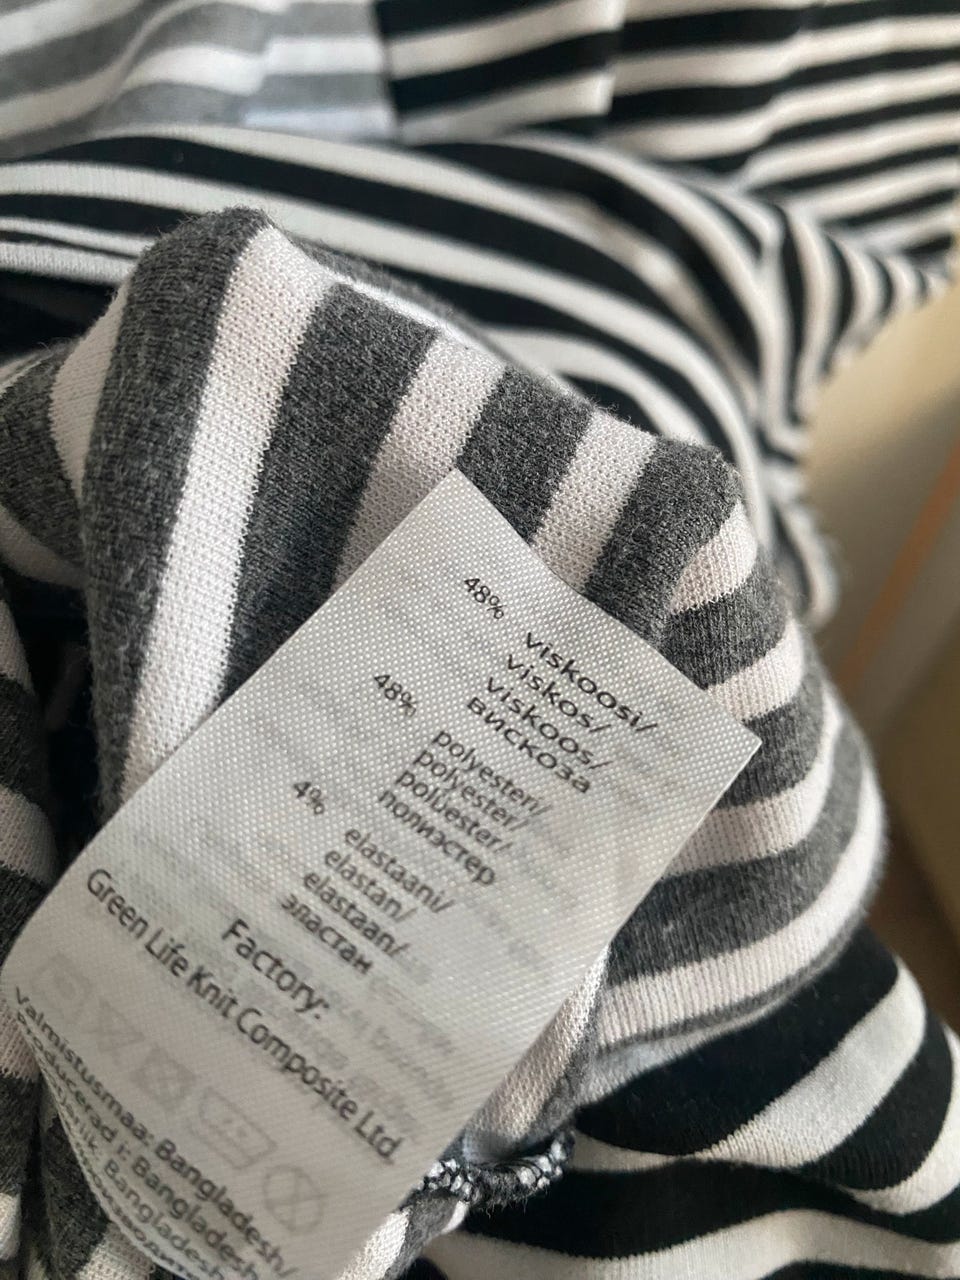 48% viskoosi/
viskos/
viskoos/
вискоза
48% polyesteri/
polyester/
polüester/
полиэстер
4% elastaani/
elastan/
elastaan/
эластан
Factory:
Green Life Knit Composite Ltd.
Valmistusmaa: Bangladesh/
Producerad i: Bangladesh/
Bangladesh/